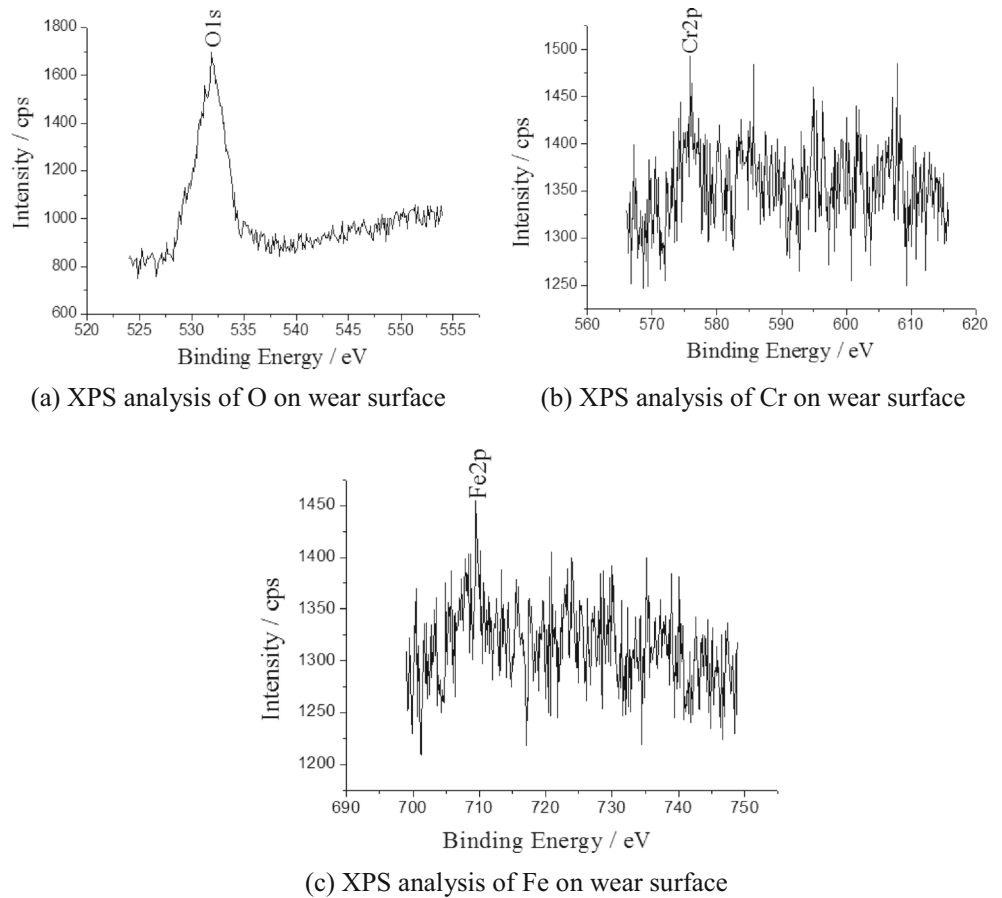 O1s
1800
1600
1400
1200
1000
800
600
Intensity / cps
520 525 530 535 540 545 550 555
Binding Energy / eV
(a) XPS analysis of O on wear surface
Cr2p
1500
1450
1400
1350
1300
1250
Intensity / cps
560 570 580 590 600 610 620
Binding Energy / eV
(b) XPS analysis of Cr on wear surface
Fe2p
1450
1400
1350
1300
1250
1200
Intensity / cps
690 700 710 720 730 740 750
Binding Energy / eV
(c) XPS analysis of Fe on wear surface